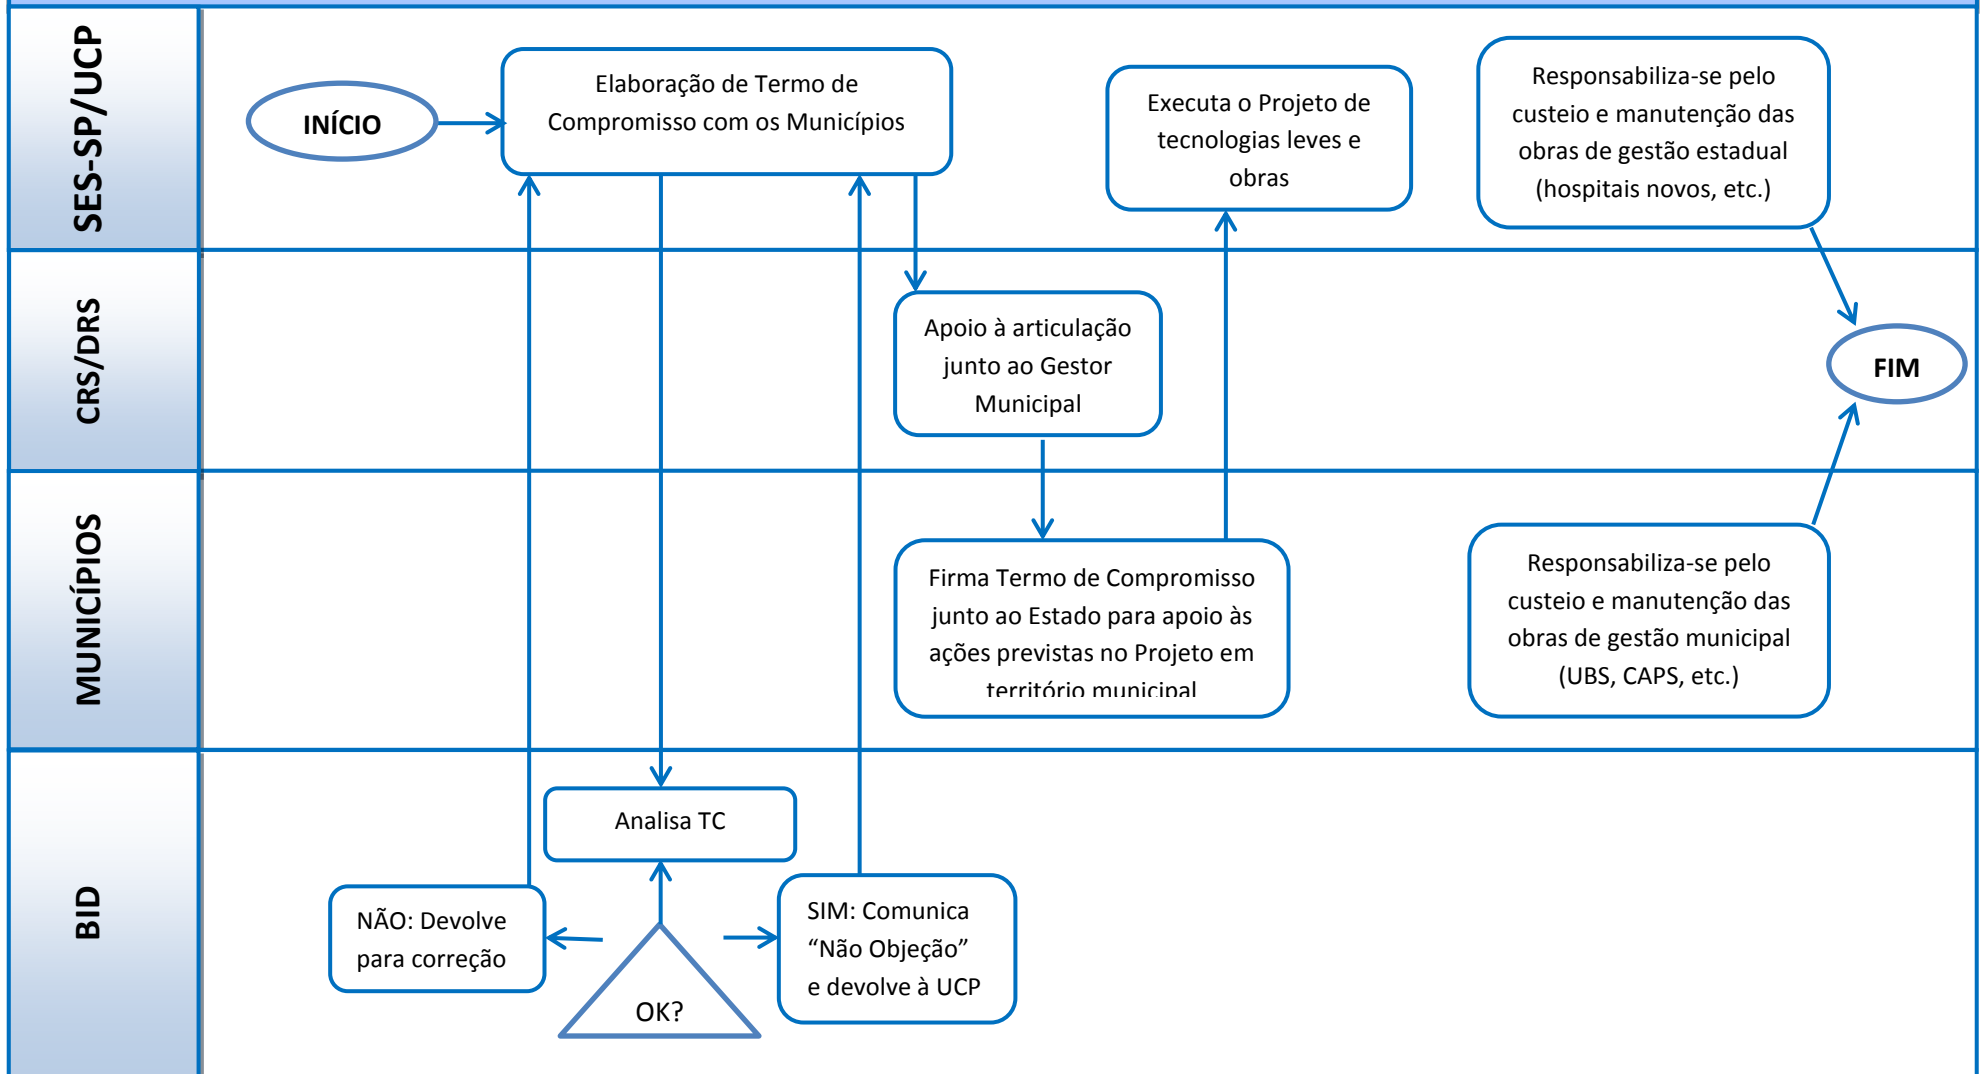 SES-SP/UCP
INÍCIO
Elaboração de Termo de
Compromisso com os Municípios
Executa o Projeto de
tecnologias leves e
obras
Responsabiliza-se pelo
custeio e manutenção das
obras de gestão estadual
(hospitais novos, etc.)
CRS/DRS
Apoio à articulação
junto ao Gestor
Municipal
FIM
MUNICÍPIOS
Firma Termo de Compromisso
junto ao Estado para apoio às
ações previstas no Projeto em
território municipal
Responsabiliza-se pelo
custeio e manutenção das
obras de gestão municipal
(UBS, CAPS, etc.)
BID
Analisa TC
NÃO: Devolve
para correção
OK?
SIM: Comunica
“Não Objeção”
e devolve à UCP